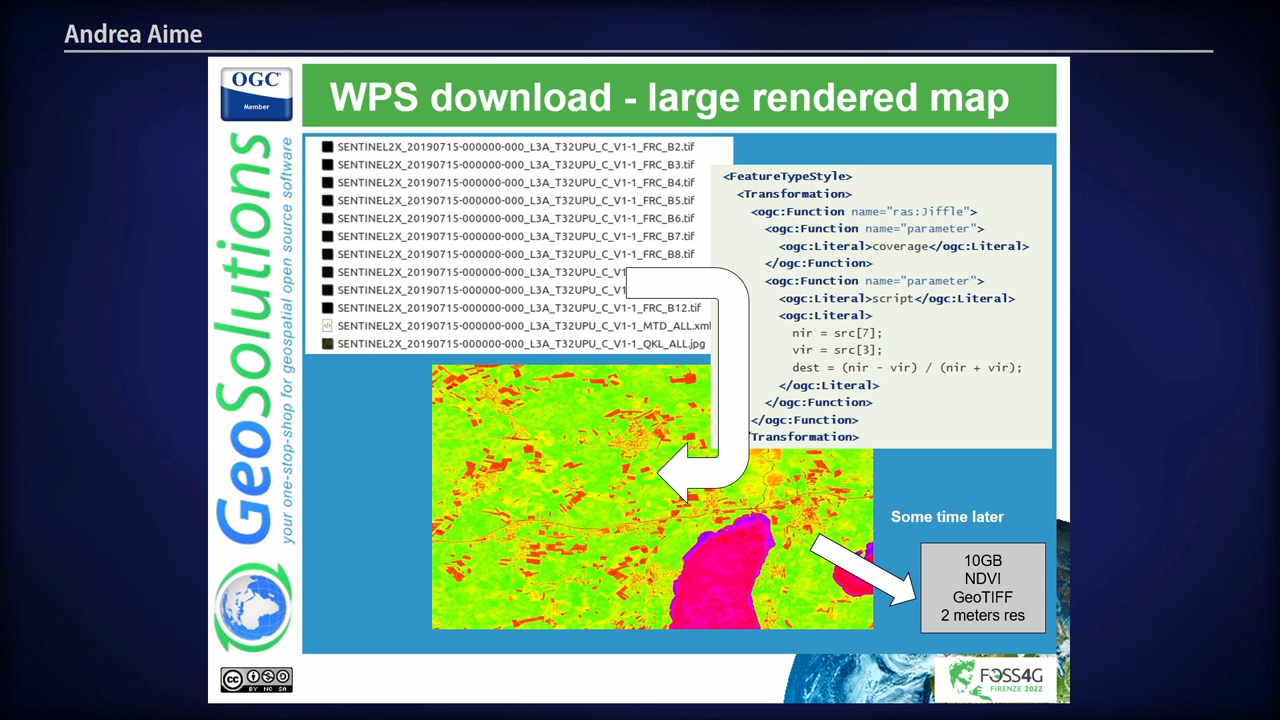 Andrea Aime
OGC
Member
WPS download - large rendered map
GeoSolutions
your one-stop-shop for geospatial open source software
SENTINEL2X_20190715-000000-000_L3A_T32UPU_C_V1-1_FRC_B2.tif
SENTINEL2X_20190715-000000-000_L3A_T32UPU_C_V1-1_FRC_B3.tif
SENTINEL2X_20190715-000000-000_L3A_T32UPU_C_V1-1_FRC_B4.tif
SENTINEL2X_20190715-000000-000_L3A_T32UPU_C_V1-1_FRC_B5.tif
SENTINEL2X_20190715-000000-000_L3A_T32UPU_C_V1-1_FRC_B6.tif
SENTINEL2X_20190715-000000-000_L3A_T32UPU_C_V1-1_FRC_B7.tif
SENTINEL2X_20190715-000000-000_L3A_T32UPU_C_V1-1_FRC_B8.tif
SENTINEL2X_20190715-000000-000_L3A_T32UPU_C_V1
SENTINEL2X_20190715-000000-000_L3A_T32UPU_C_V1
SENTINEL2X_20190715-000000-000_L3A_T32UPU_C_V1-1_FRC_B12.tif
SENTINEL2X_20190715-000000-000_L3A_T32UPU_C_V1-1_MTD_ALL.xml
SENTINEL2X_20190715-000000-000_L3A_T32UPU_C_V1-1_QKL_ALL.jpg
<FeatureTypeStyle>
<Transformation>
<ogc:Function name="ras:Jiffle">
<ogc:Function name="parameter">
<ogc:Literal>coverage</ogc:Literal>
</ogc:Function>
<ogc:Function name="parameter">
<ogc:Literal>script</ogc:Literal>
<ogc:Literal>
nir = src[7];
vir = src[3];
dest = (nir - vir) / (nir + vir);
</ogc:Literal>
</ogc:Function>
</ogc:Function>
/Transformation>
Some time later
10GB
NDVI
GeoTIFF
2 meters res
cc
BY NC SA
FOSS4G
FIRENZE 2022